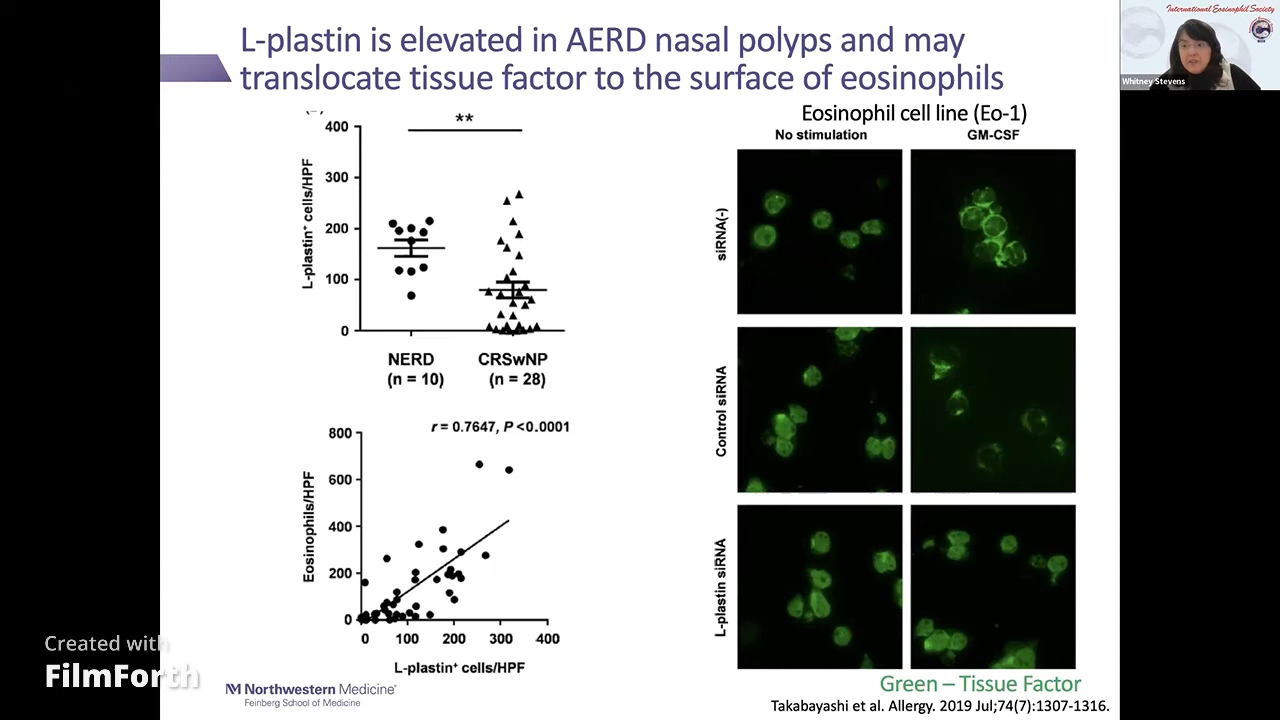 L-plastin is elevated in AERD nasal polyps and may
translocate tissue factor to the surface of eosinophils
International Eosinophil Society
Whitney Stevens
**
400
300
200
100
0
L-plastin⁺ cells/HPF
NERD
(n = 10)
CRSwNP
(n = 28)
r = 0.7647, P <0.0001
800
600
400
200
0
Eosinophils/HPF
0 100 200 300 400
L-plastin⁺ cells/HPF
Eosinophil cell line (Eo-1)
No stimulation
GM-CSF
siRNA(-)
Control siRNA
L-plastin siRNA
Green – Tissue Factor
Takabayashi et al. Allergy. 2019 Jul;74(7):1307-1316.
Northwestern Medicine®
Feinberg School of Medicine
Created with
FilmForth